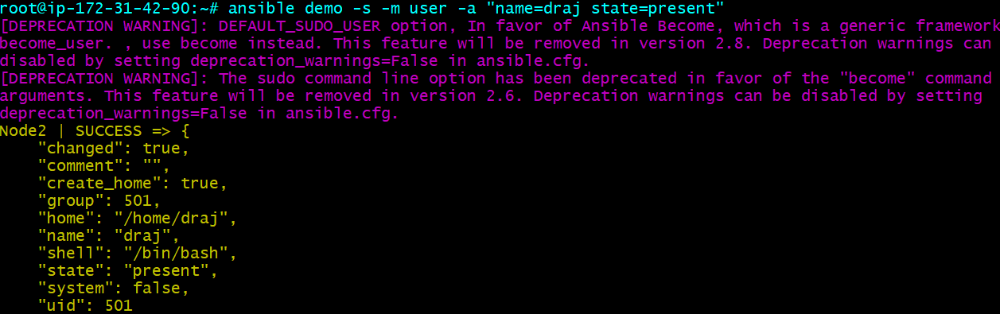 root@ip-172-31-42-90:~# ansible demo -s -m user -a "name=draj state=present"
[DEPRECATION WARNING]: DEFAULT_SUDO_USER option, In favor of Ansible Become, which is a generic framework
become_user. , use become instead. This feature will be removed in version 2.8. Deprecation warnings can
disabled by setting deprecation_warnings=False in ansible.cfg.
[DEPRECATION WARNING]: The sudo command line option has been deprecated in favor of the "become" command
arguments. This feature will be removed in version 2.6. Deprecation warnings can be disabled by setting
deprecation_warnings=False in ansible.cfg.
Node2 | SUCCESS => {
    "changed": true,
    "comment": "",
    "create_home": true,
    "group": 501,
    "home": "/home/draj",
    "name": "draj",
    "shell": "/bin/bash",
    "state": "present",
    "system": false,
    "uid": 501